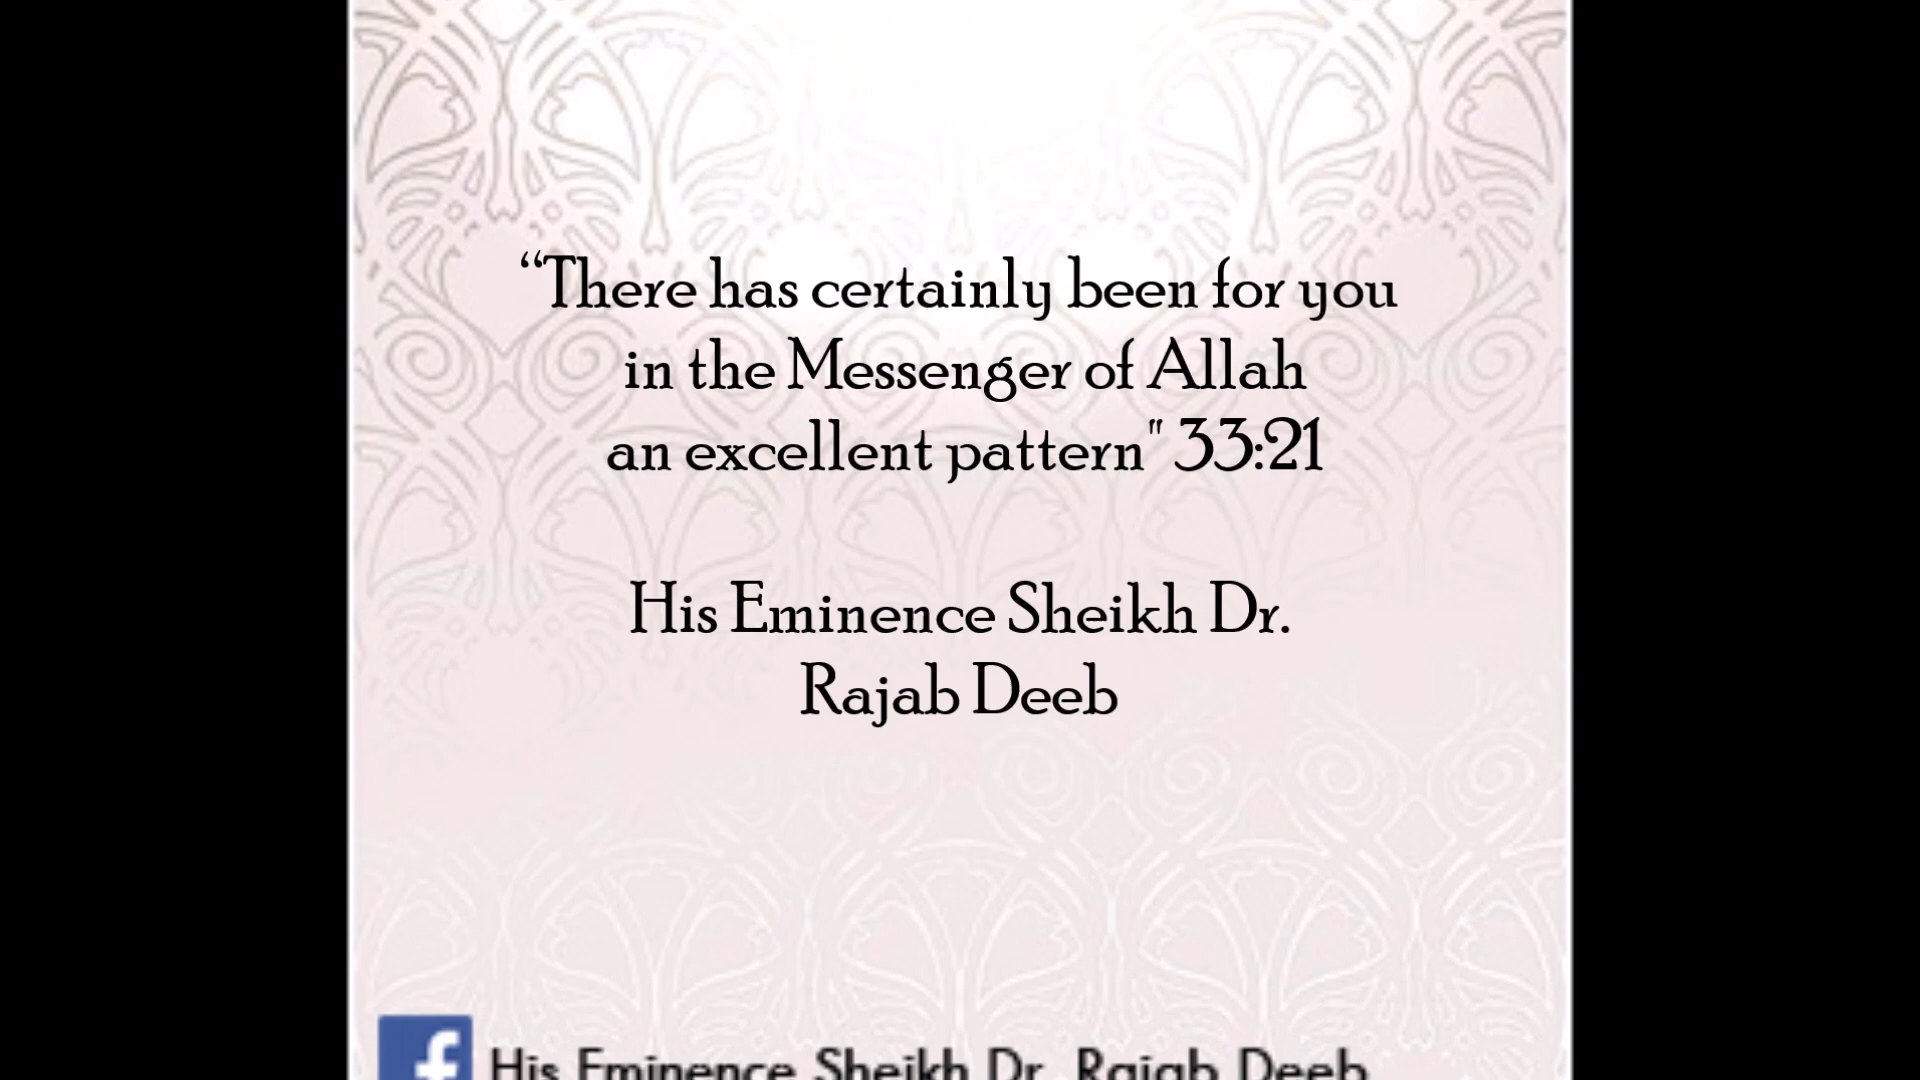 “There has certainly been for you
in the Messenger of Allah
an excellent pattern" 33:21
His Eminence Sheikh Dr.
Rajab Deeb
f His Eminence Sheikh Dr. Rajab Deeb